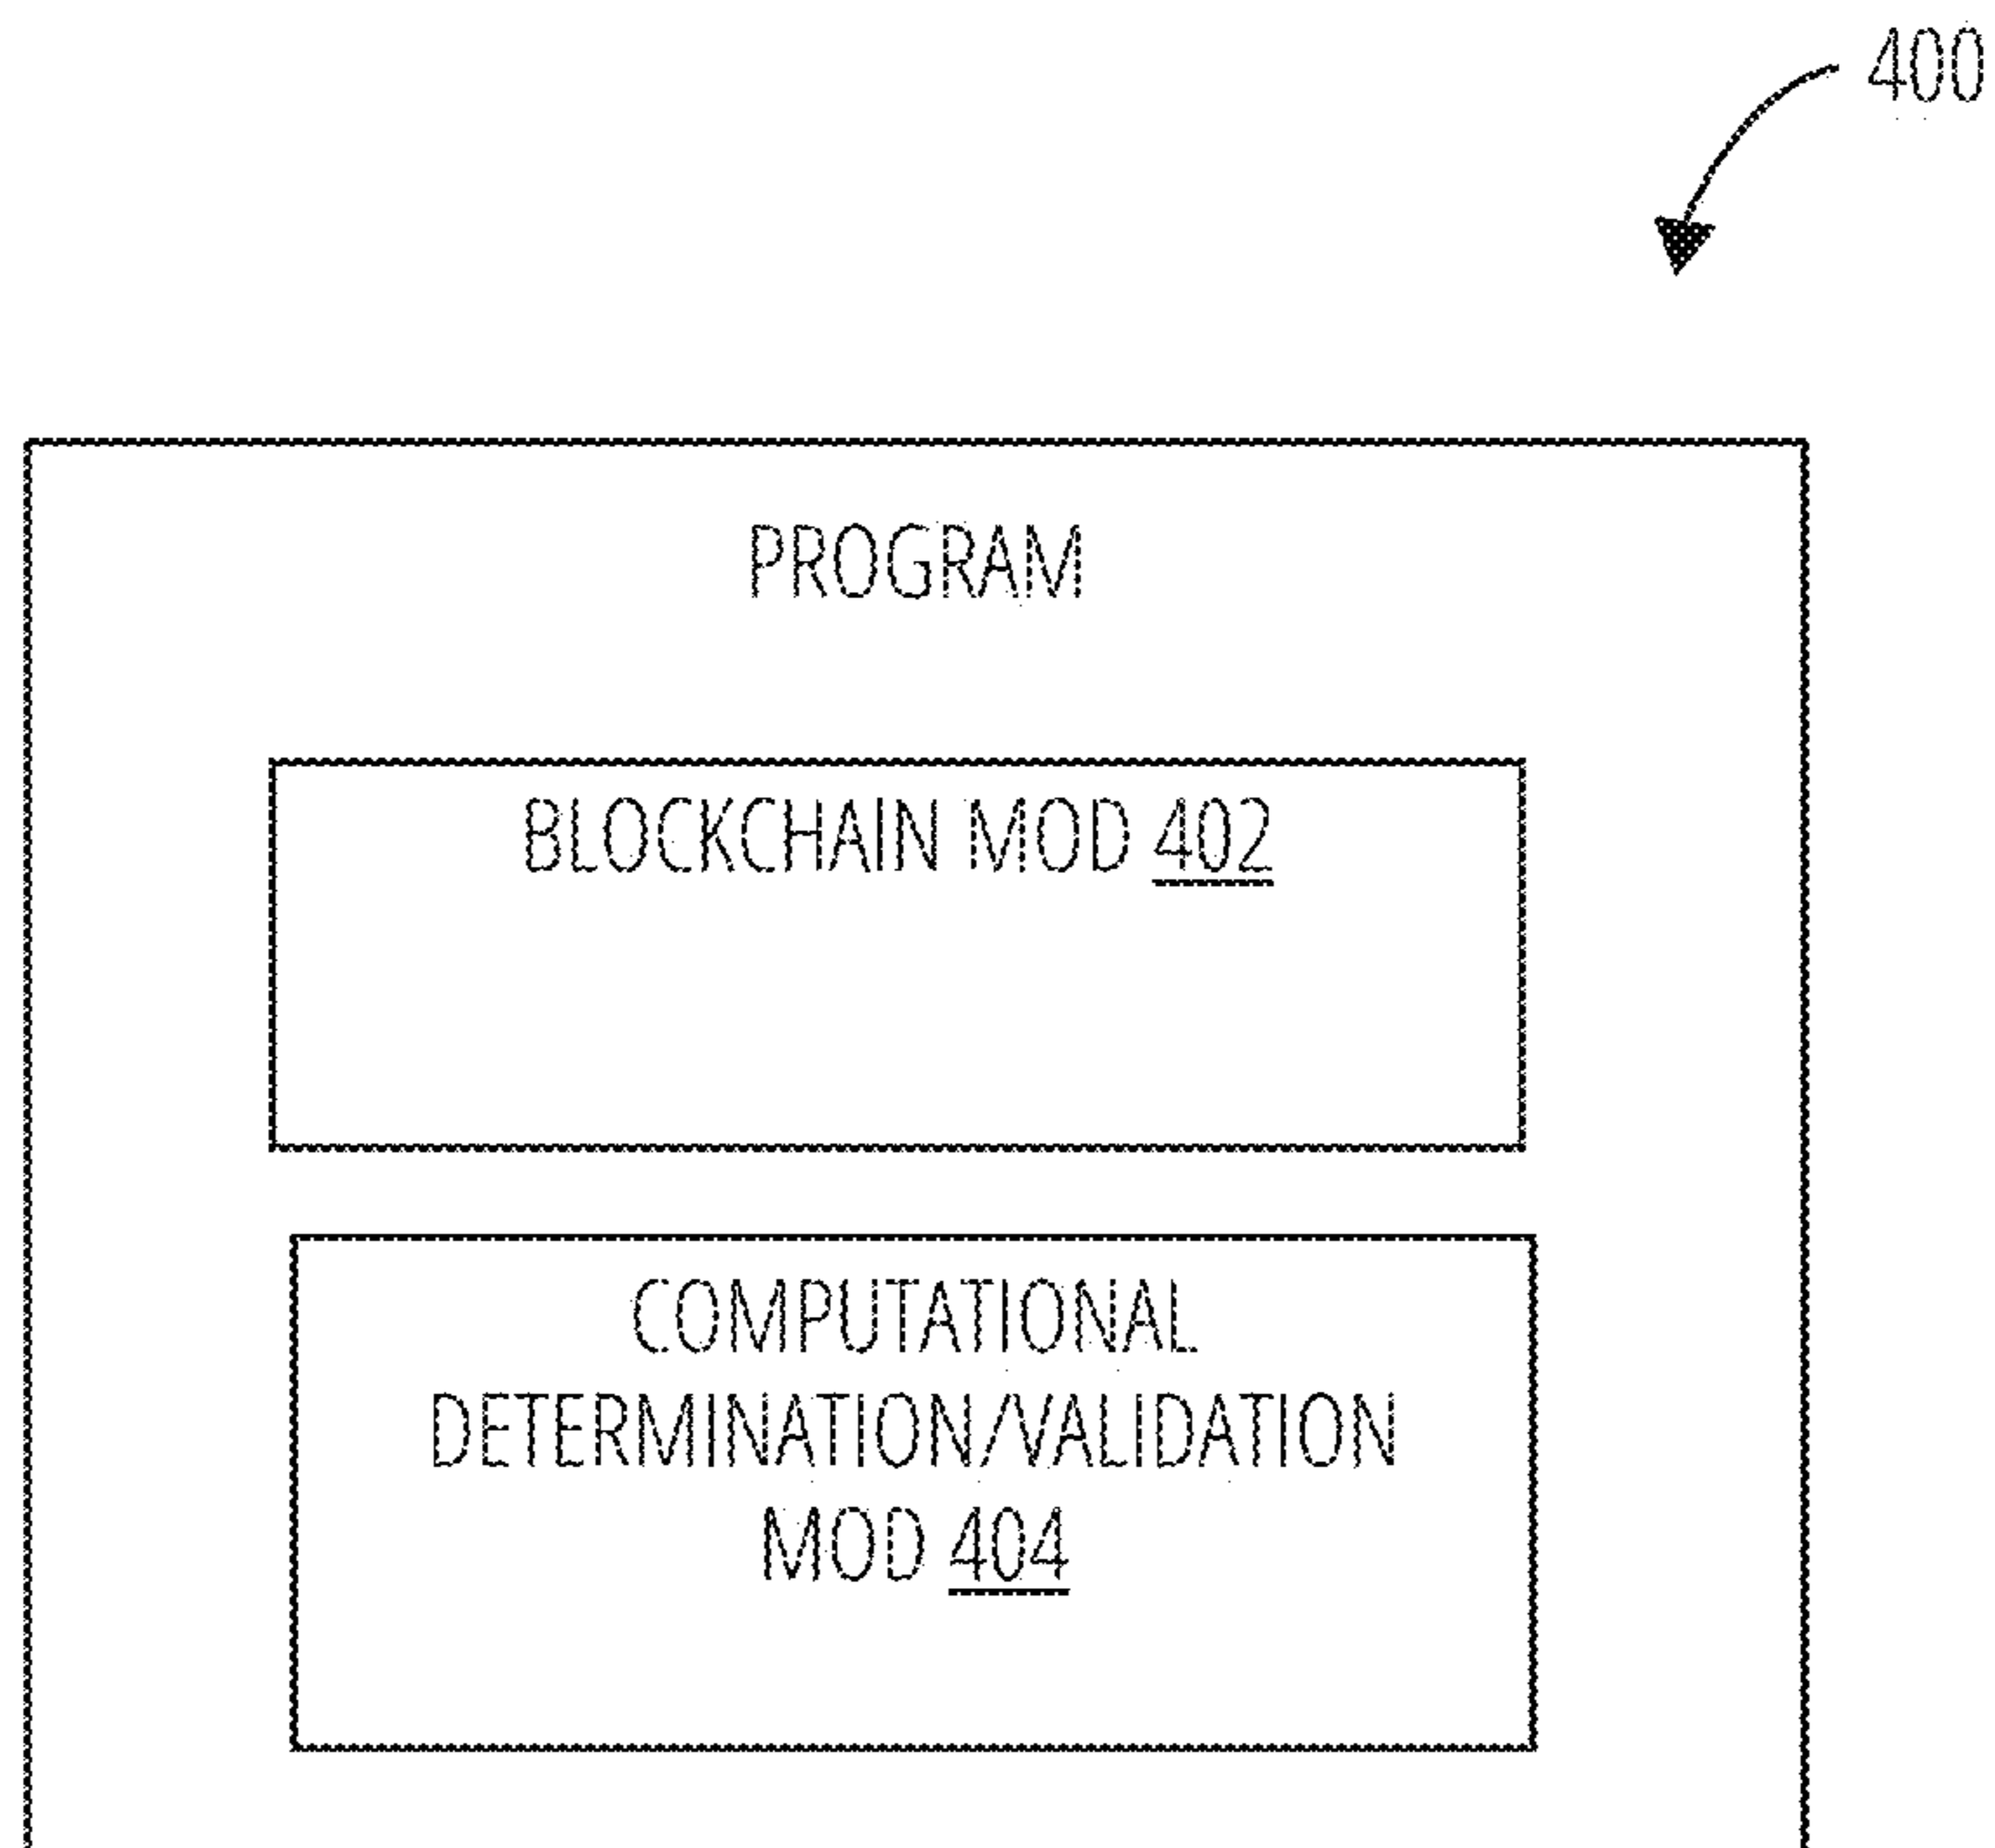 400
PROGRAM
BLOCKCHAIN MOD 402
COMPUTATIONAL
DETERMINATION/VALIDATION
MOD 404